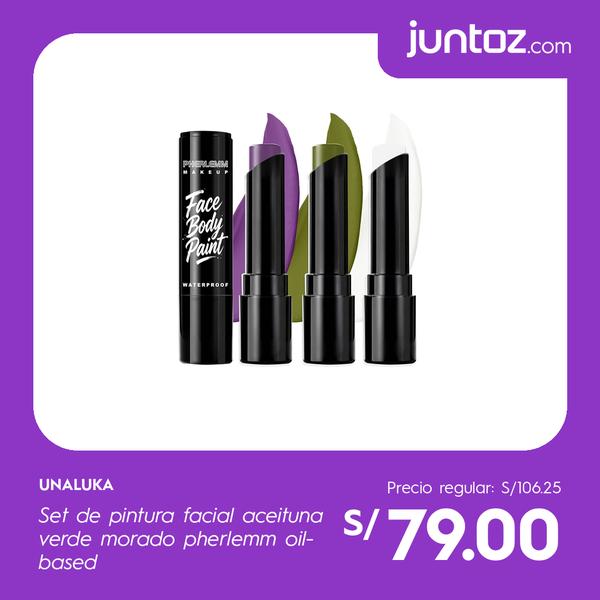 juntoz.com
PHERLEMM
MAKEUP
Face
Body
Paint
WATERPROOF
UNALUKA
Precio regular: S/106.25
Set de pintura facial aceituna
verde morado pherlemm oil-
based
S/79.00